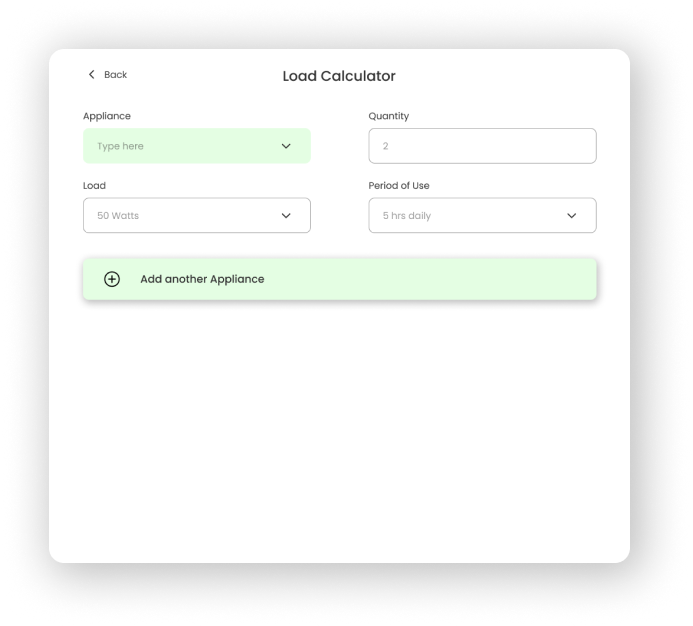 Back
Load Calculator
Appliance
Quantity
Type here
2
Load
Period of Use
50 Watts
5 hrs daily
Add another Appliance